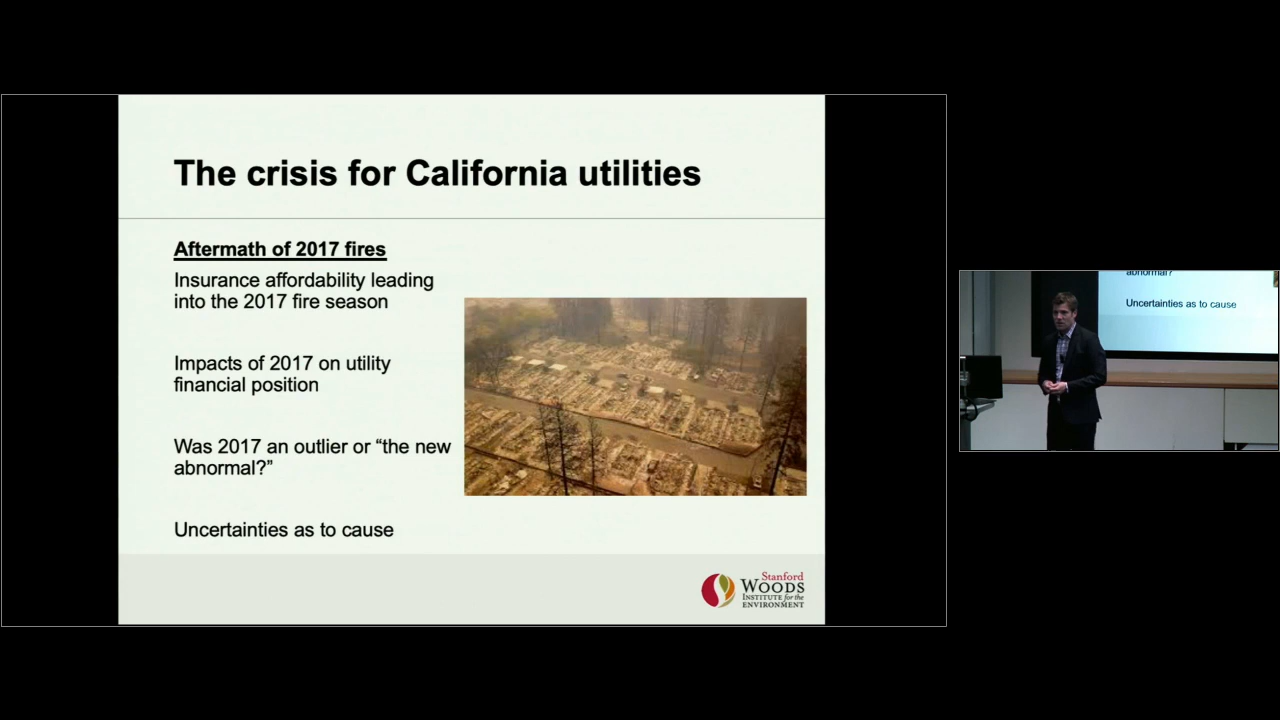 The crisis for California utilities
Aftermath of 2017 fires
Insurance affordability leading
into the 2017 fire season
Impacts of 2017 on utility
financial position
Was 2017 an outlier or “the new
abnormal?”
Uncertainties as to cause
Stanford
WOODS
INSTITUTE for the
ENVIRONMENT
abnormal?
Uncertainties as to cause